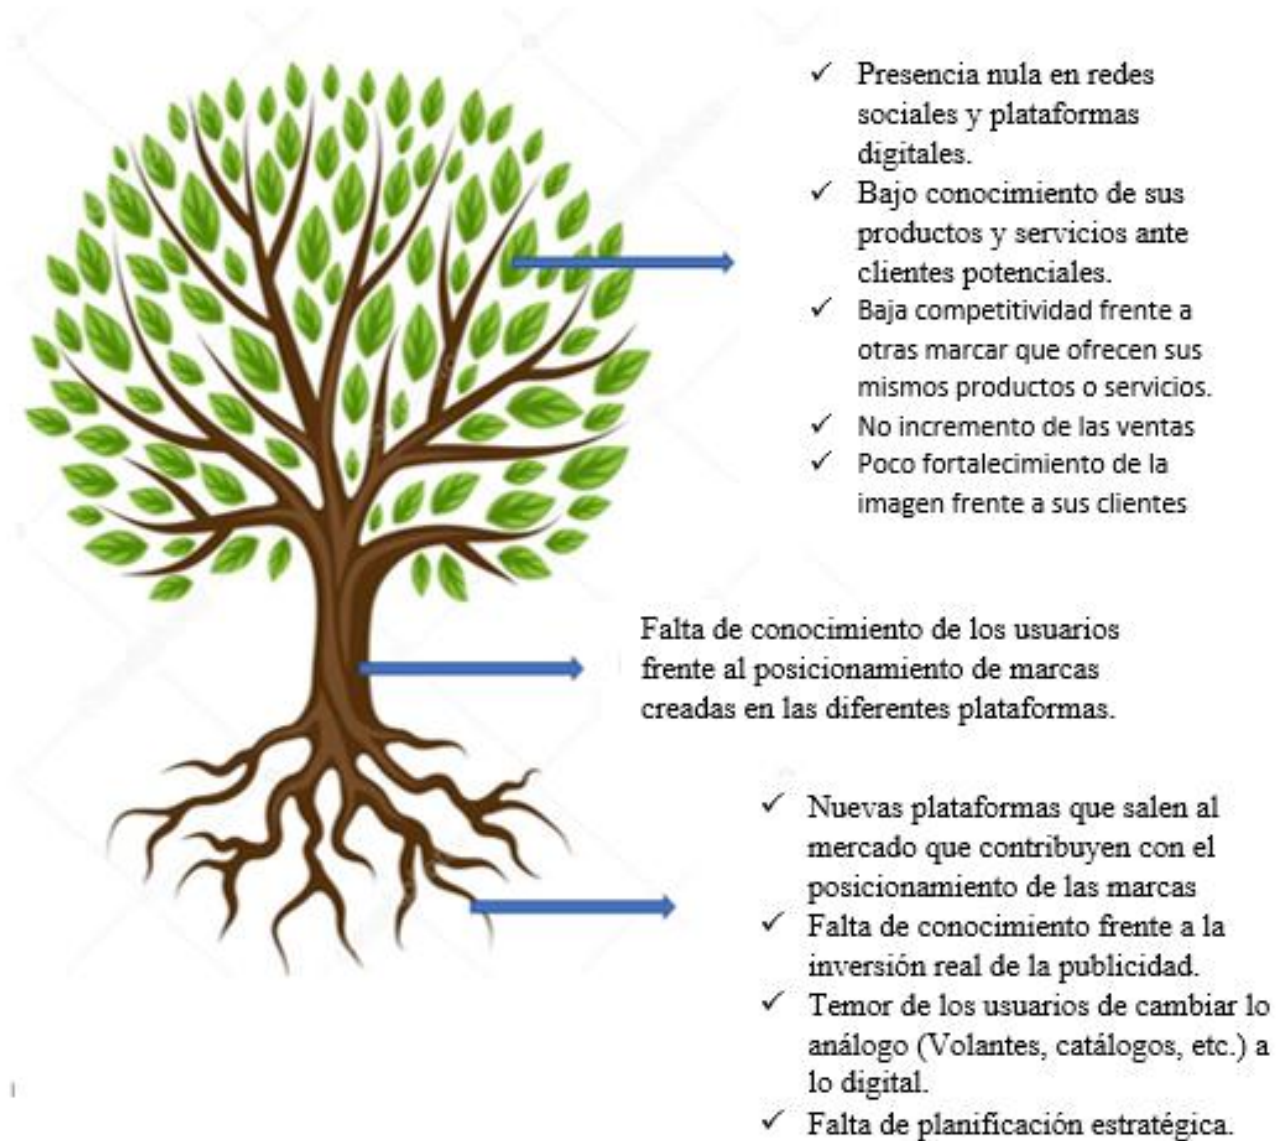 ✓ Presencia nula en redes
sociales y plataformas
digitales.
✓ Bajo conocimiento de sus
productos y servicios ante
clientes potenciales.
✓ Baja competitividad frente a
otras marcar que ofrecen sus
mismos productos o servicios.
✓ No incremento de las ventas
✓ Poco fortalecimiento de la
imagen frente a sus clientes
Falta de conocimiento de los usuarios
frente al posicionamiento de marcas
creadas en las diferentes plataformas.
✓ Nuevas plataformas que salen al
mercado que contribuyen con el
posicionamiento de las marcas
✓ Falta de conocimiento frente a la
inversión real de la publicidad.
✓ Temor de los usuarios de cambiar lo
análogo (Volantes, catálogos, etc.) a
lo digital.
✓ Falta de planificación estratégica.